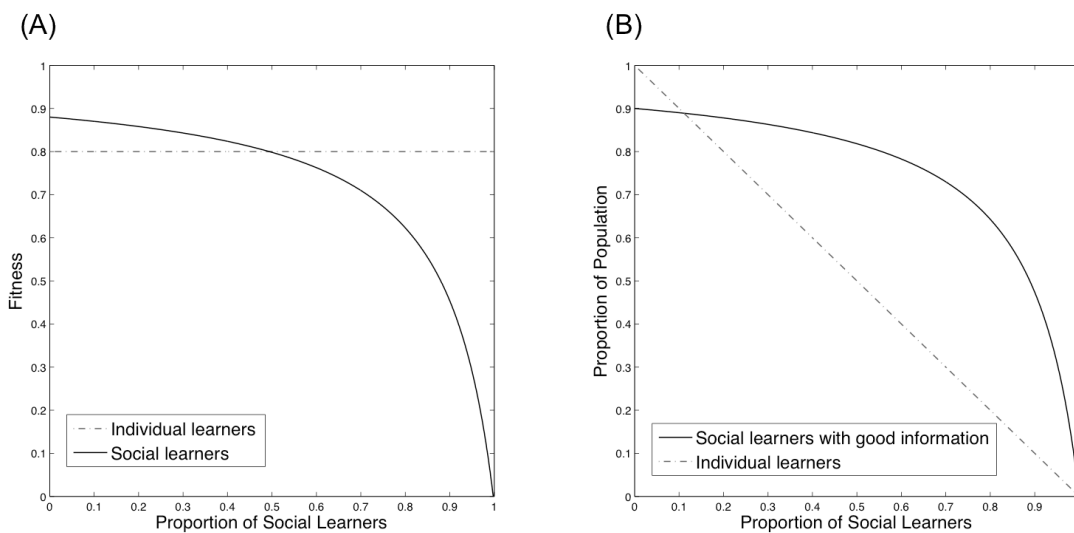 (A)
Fitness
1
0.9
0.8
0.7
0.6
0.5
0.4
0.3
0.2
0.1
0
Individual learners
Social learners
0 0.1 0.2 0.3 0.4 0.5 0.6 0.7 0.8 0.9 1
Proportion of Social Learners
(B)
Proportion of Population
1
0.9
0.8
0.7
0.6
0.5
0.4
0.3
0.2
0.1
0
Social learners with good information
Individual learners
0 0.1 0.2 0.3 0.4 0.5 0.6 0.7 0.8 0.9 1
Proportion of Social Learners